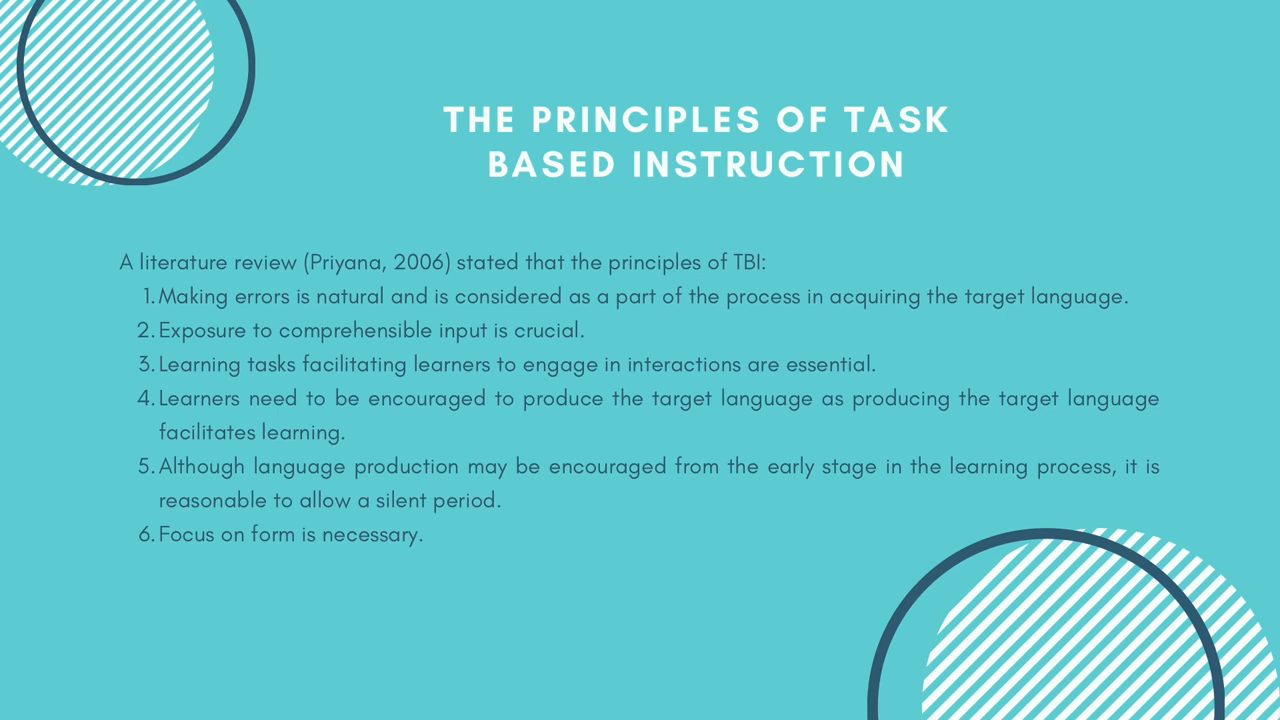 THE PRINCIPLES OF TASK
BASED INSTRUCTION
A literature review (Priyana, 2006) stated that the principles of TBI:
1. Making errors is natural and is considered as a part of the process in acquiring the target language.
2. Exposure to comprehensible input is crucial.
3. Learning tasks facilitating learners to engage in interactions are essential.
4. Learners need to be encouraged to produce the target language as producing the target language
facilitates learning.
5. Although language production may be encouraged from the early stage in the learning process, it is
reasonable to allow a silent period.
6. Focus on form is necessary.